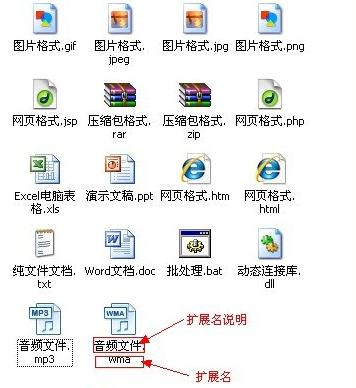 图片格式.gif
图片格式.
jpeg
图片格式.jpg
图片格式.png
网页格式.jsp
压缩包格式.
rar
压缩包格式.
zip
网页格式.php
Excel电脑表
格.xls
演示文稿.ppt
网页格式.htm
网页格式.
html
纯文件文档.
txt
Word文档.doc
批处理.bat
动态连接库.
dll
MP3
音频文件.
mp3
WMA
音频文件.
wma
扩展名说明
扩展名